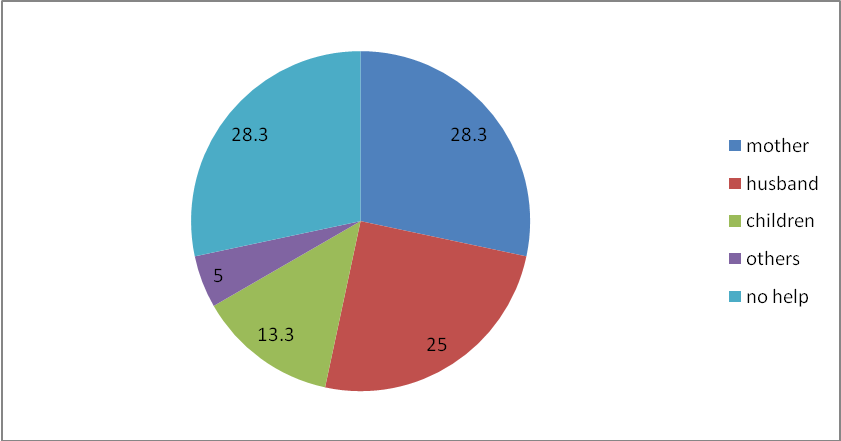 28.3
28.3
5
13.3
25
mother
husband
children
others
no help